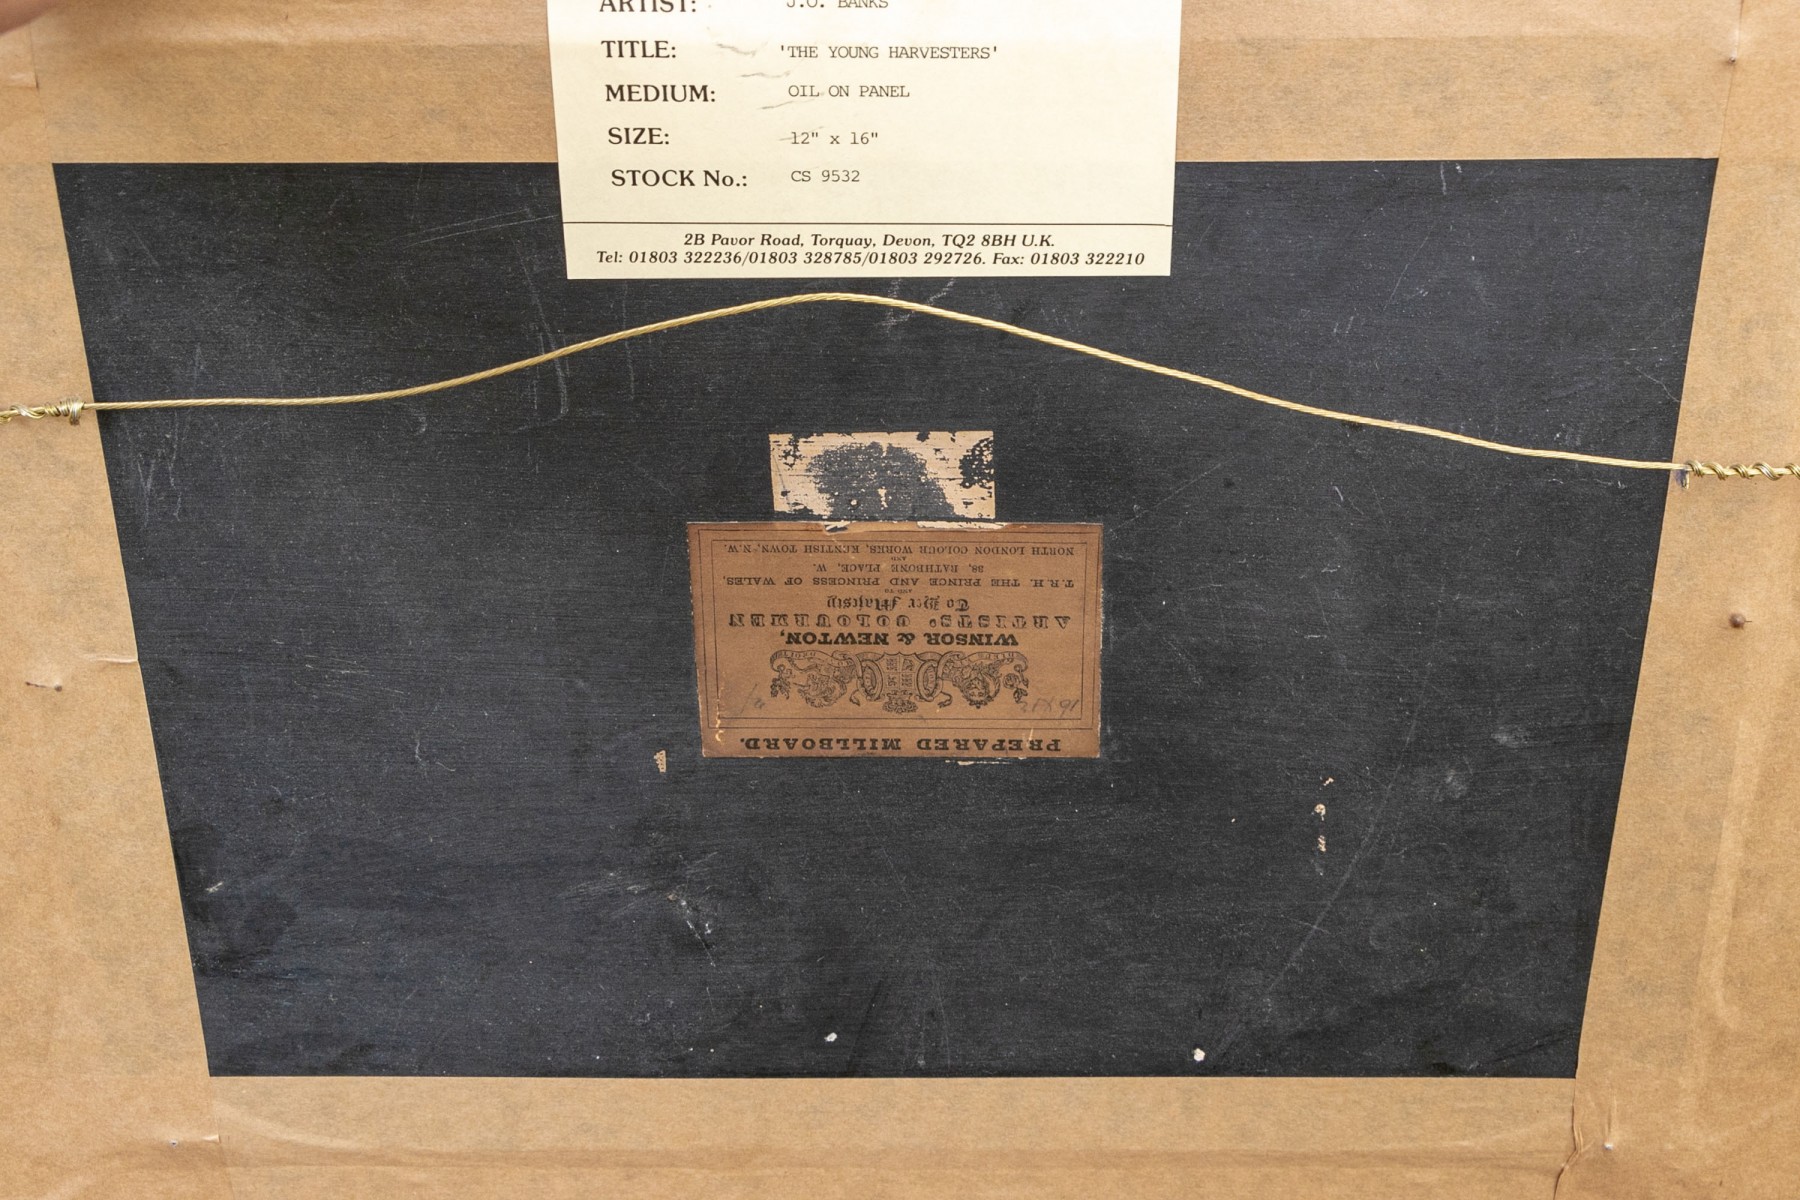 ARTIST: J.O. BANKS
TITLE: 'THE YOUNG HARVESTERS'
MEDIUM: OIL ON PANEL
SIZE: 12" x 16"
STOCK No.: CS 9532
2B Pavor Road, Torquay, Devon, TQ2 8BH U.K.
Tel: 01803 322236/01803 328785/01803 292726. Fax: 01803 322210
PREPARED MILLBOARD.
WINSOR & NEWTON,
ARTISTS' COLOURMEN
To Her Majesty
AND TO
T.R.H. THE PRINCE AND PRINCESS OF WALES,
38, RATHBONE PLACE, W.
AND
NORTH LONDON COLOUR WORKS, KENTISH TOWN, N.W.